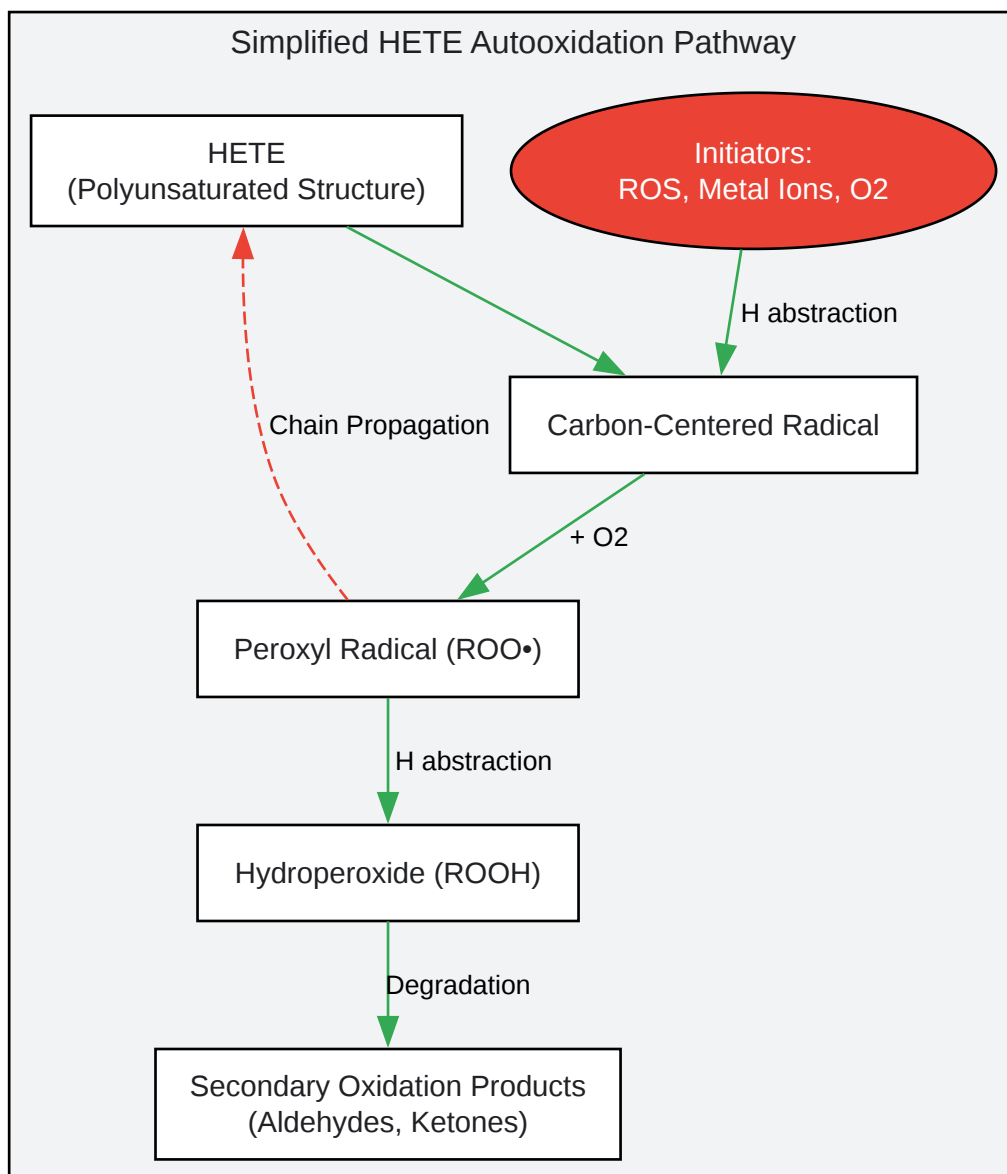 Simplified HETE Autooxidation Pathway
HETE
(Polyunsaturated Structure)
Initiators:
ROS, Metal Ions, O2
H abstraction
Chain Propagation
Carbon-Centered Radical
+ O2
Peroxyl Radical (ROO•)
H abstraction
Hydroperoxide (ROOH)
Degradation
Secondary Oxidation Products
(Aldehydes, Ketones)